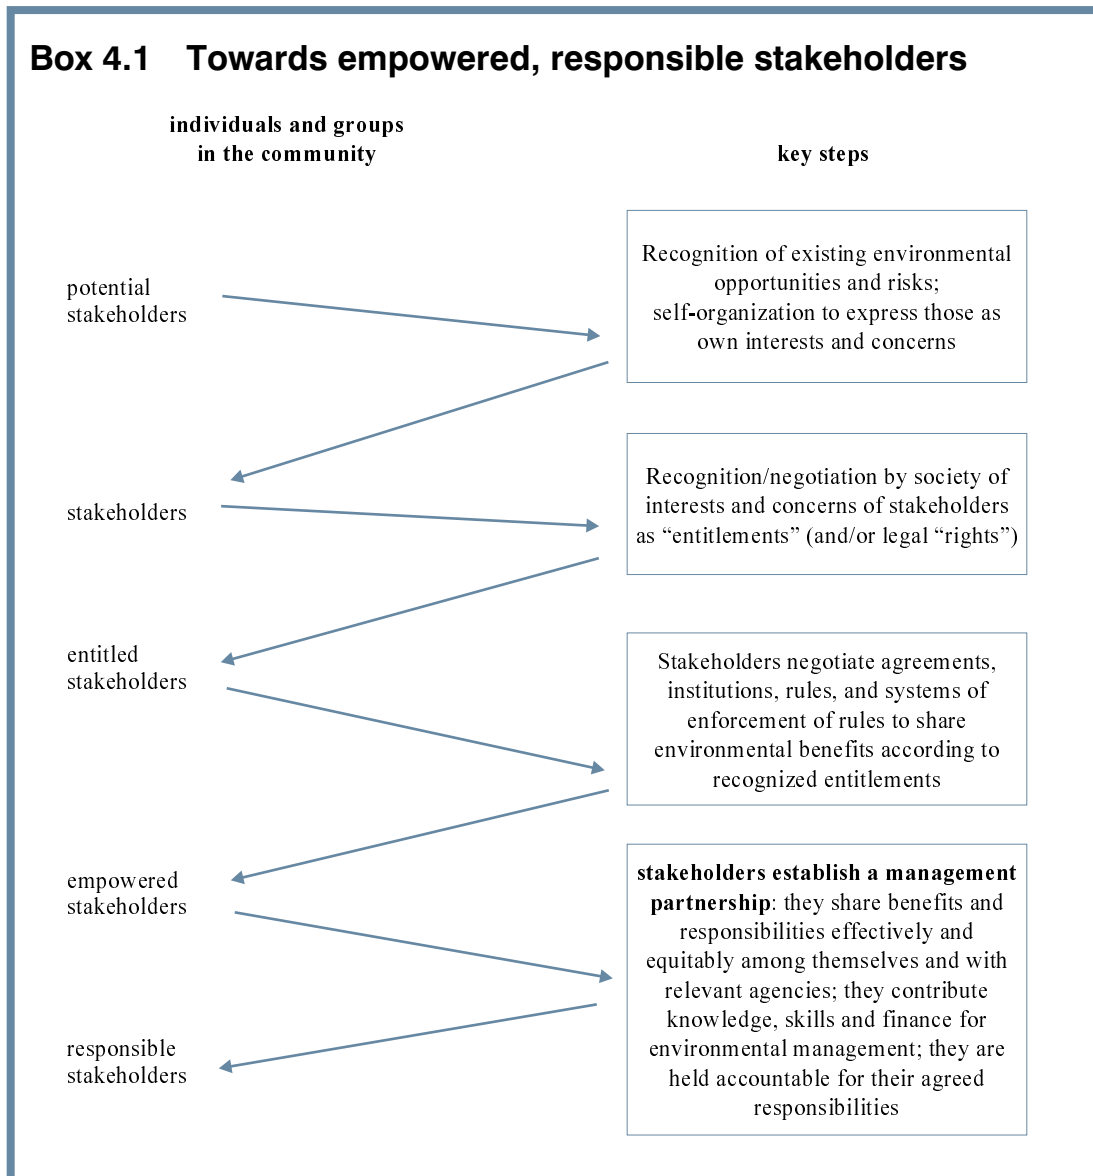 Box 4.1 Towards empowered, responsible stakeholders
individuals and groups
in the community
key steps
potential
stakeholders
Recognition of existing environmental
opportunities and risks;
self-organization to express those as
own interests and concerns
stakeholders
Recognition/negotiation by society of
interests and concerns of stakeholders
as “entitlements” (and/or legal “rights”)
entitled
stakeholders
Stakeholders negotiate agreements,
institutions, rules, and systems of
enforcement of rules to share
environmental benefits according to
recognized entitlements
empowered
stakeholders
stakeholders establish a management
partnership: they share benefits and
responsibilities effectively and
equitably among themselves and with
relevant agencies; they contribute
knowledge, skills and finance for
environmental management; they are
held accountable for their agreed
responsibilities
responsible
stakeholders